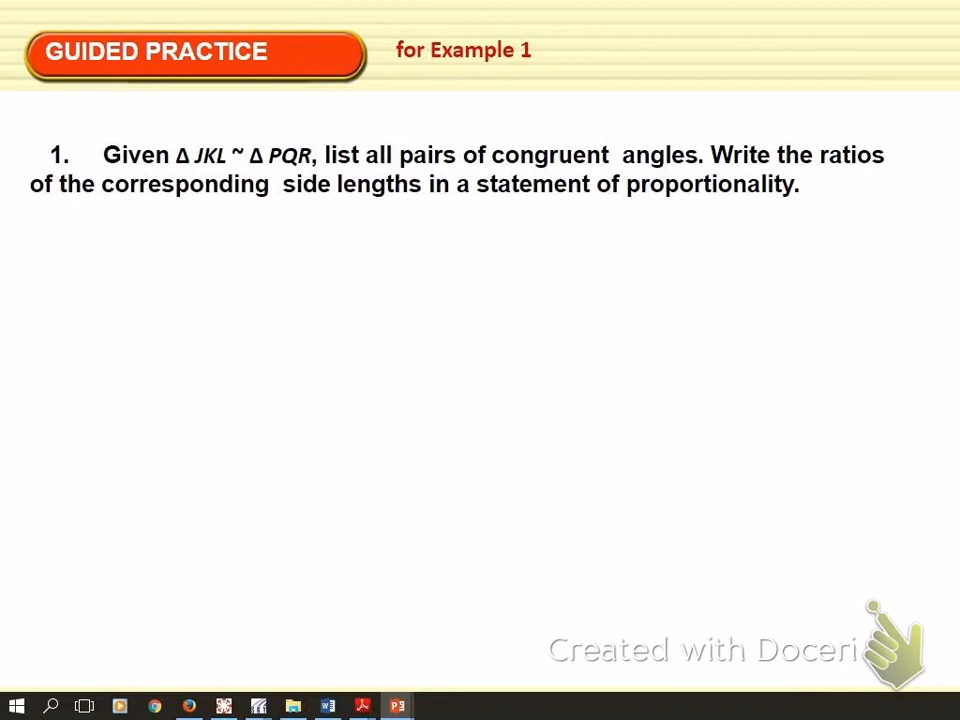 GUIDED PRACTICE
for Example 1
1. Given Δ JKL ~ Δ PQR, list all pairs of congruent angles. Write the ratios
of the corresponding side lengths in a statement of proportionality.
Created with Doceri